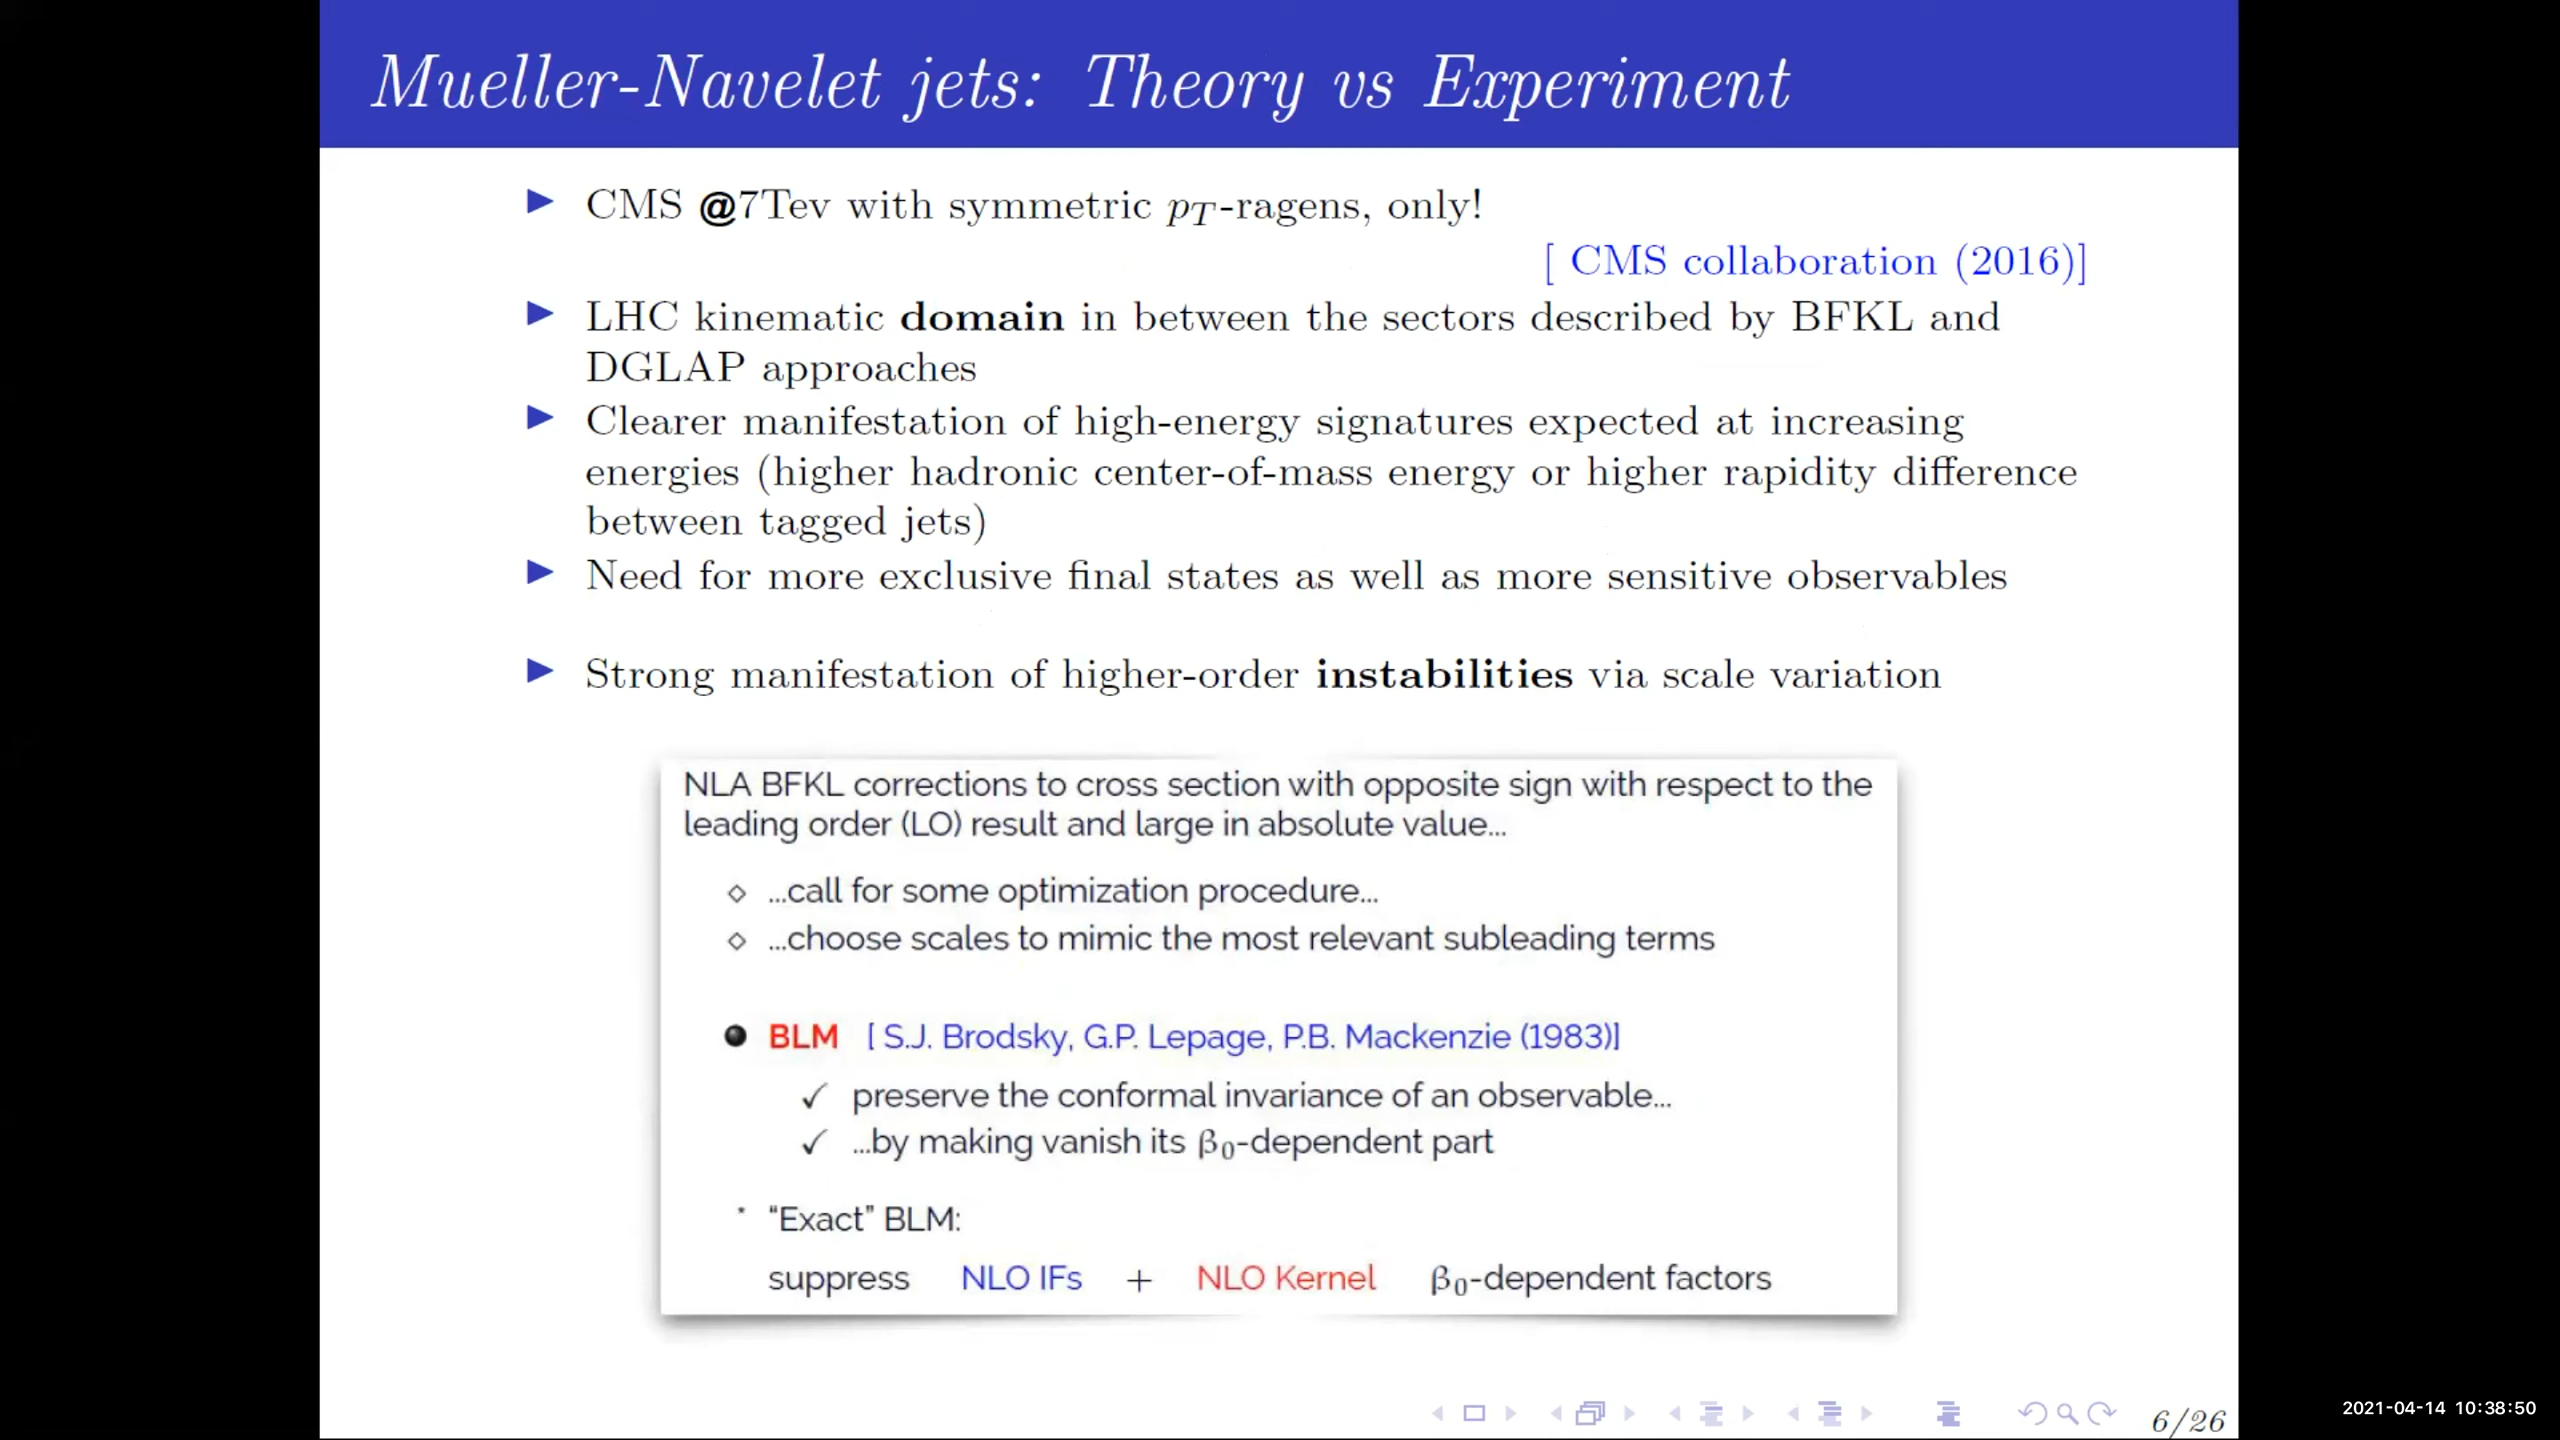 Mueller-Navelet jets: Theory vs Experiment
CMS @7Tev with symmetric pT-ragens, only!
[ CMS collaboration (2016)]
LHC kinematic domain in between the sectors described by BFKL and
DGLAP approaches
Clearer manifestation of high-energy signatures expected at increasing
energies (higher hadronic center-of-mass energy or higher rapidity difference
between tagged jets)
Need for more exclusive final states as well as more sensitive observables
Strong manifestation of higher-order instabilities via scale variation
NLA BFKL corrections to cross section with opposite sign with respect to the
leading order (LO) result and large in absolute value...
◇ ...call for some optimization procedure...
◇ ...choose scales to mimic the most relevant subleading terms
● BLM [ S.J. Brodsky, G.P. Lepage, P.B. Mackenzie (1983)]
✓ preserve the conformal invariance of an observable...
✓ ...by making vanish its β0-dependent part
* “Exact” BLM:
suppress NLO IFs + NLO Kernel β0-dependent factors
6/26
2021-04-14 10:38:50